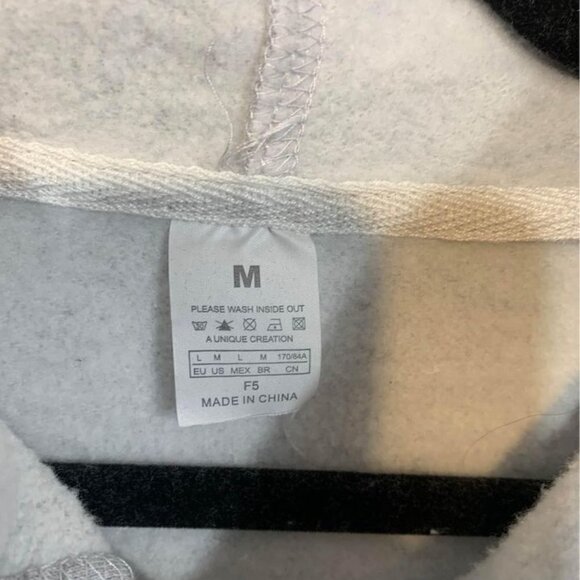 M
PLEASE WASH INSIDE OUT
A UNIQUE CREATION
L M L M 170/84A
EU US MEX BR CN
F5
MADE IN CHINA